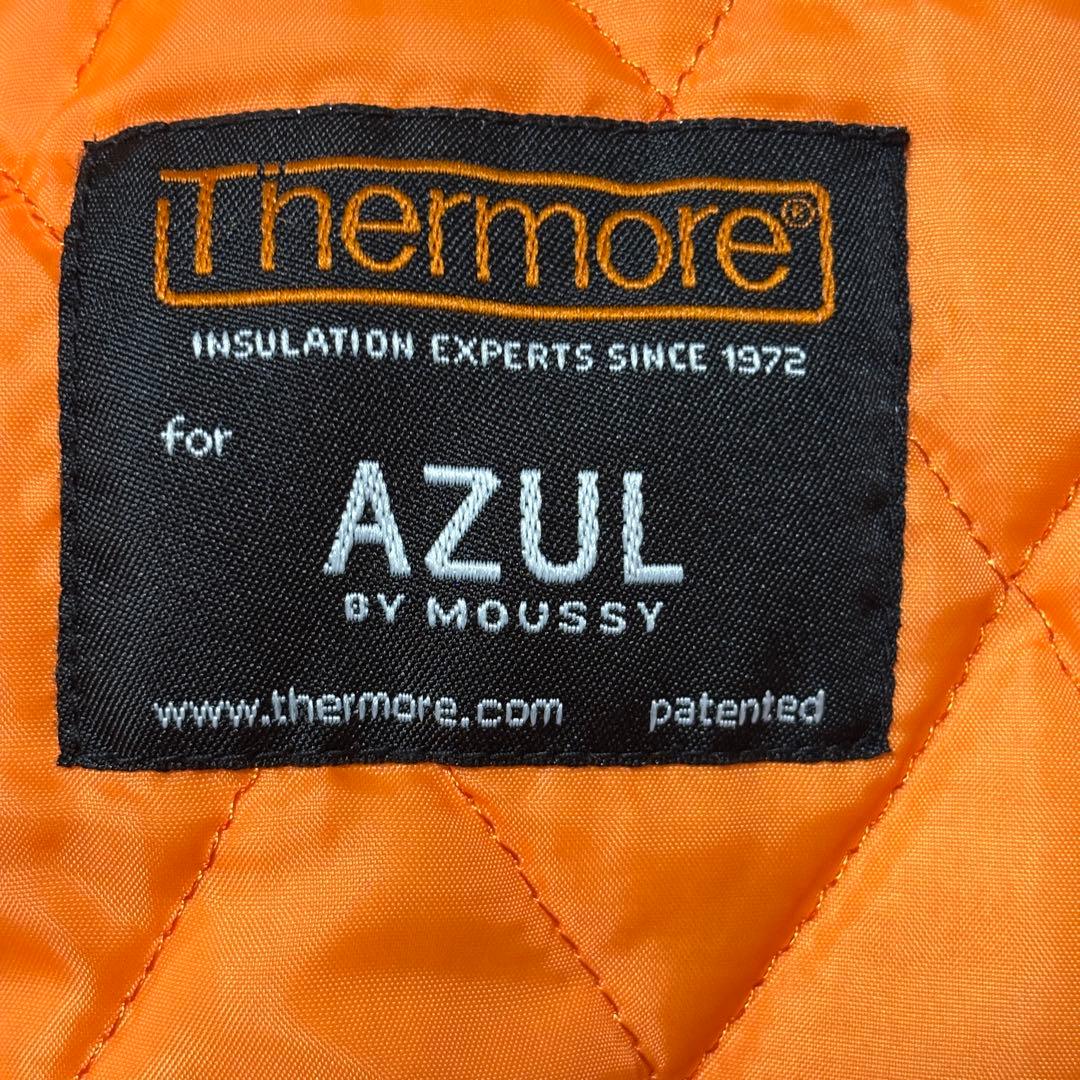 Thermore®
INSULATION EXPERTS SINCE 1972
for
AZUL
BY MOUSSY
www.thermore.com patented